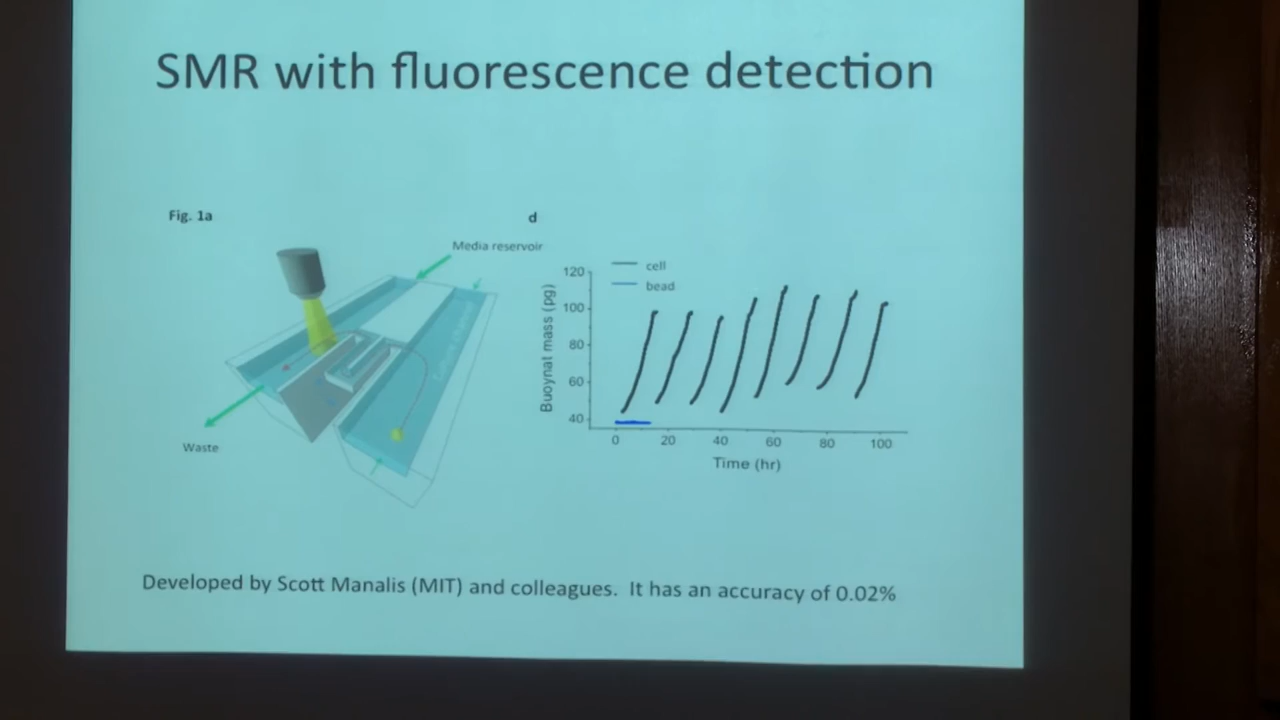 SMR with fluorescence detection
Fig. 1a
d
Media reservoir
Waste
cell
bead
Buoynat mass (pg)
120
100
80
60
40
0 20 40 60 80 100
Time (hr)
Developed by Scott Manalis (MIT) and colleagues. It has an accuracy of 0.02%